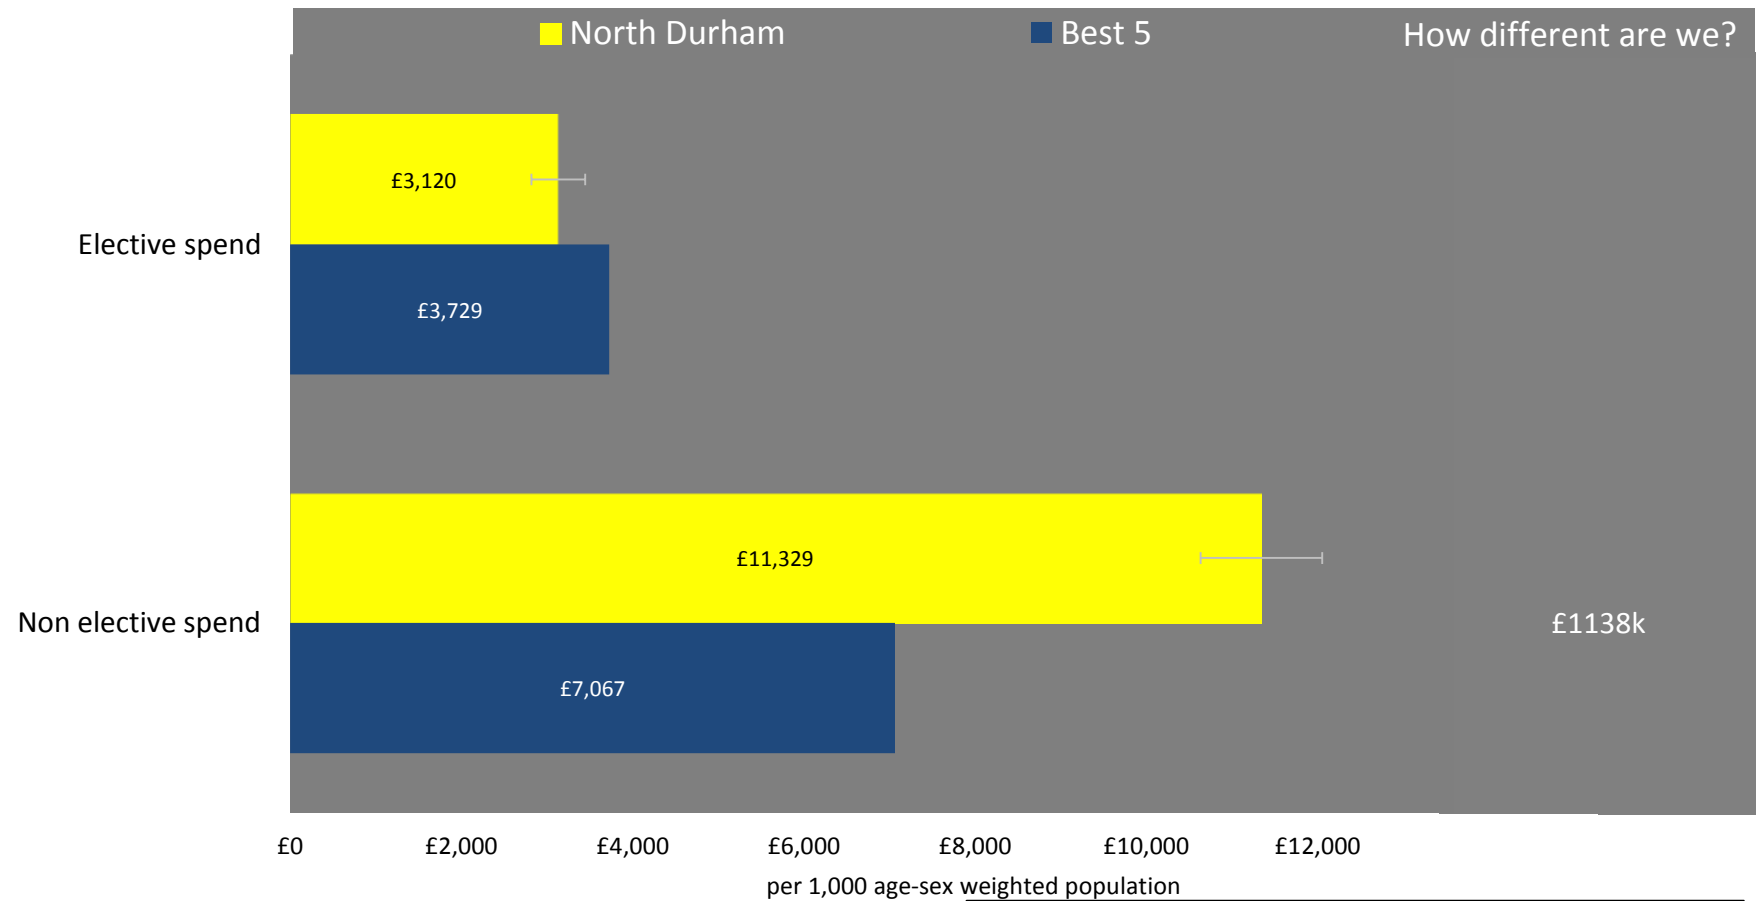 North Durham
Best 5
How different are we?
Elective spend
£3,120
£3,729
Non elective spend
£11,329
£7,067
£1138k
£0 £2,000 £4,000 £6,000 £8,000 £10,000 £12,000
per 1,000 age-sex weighted population